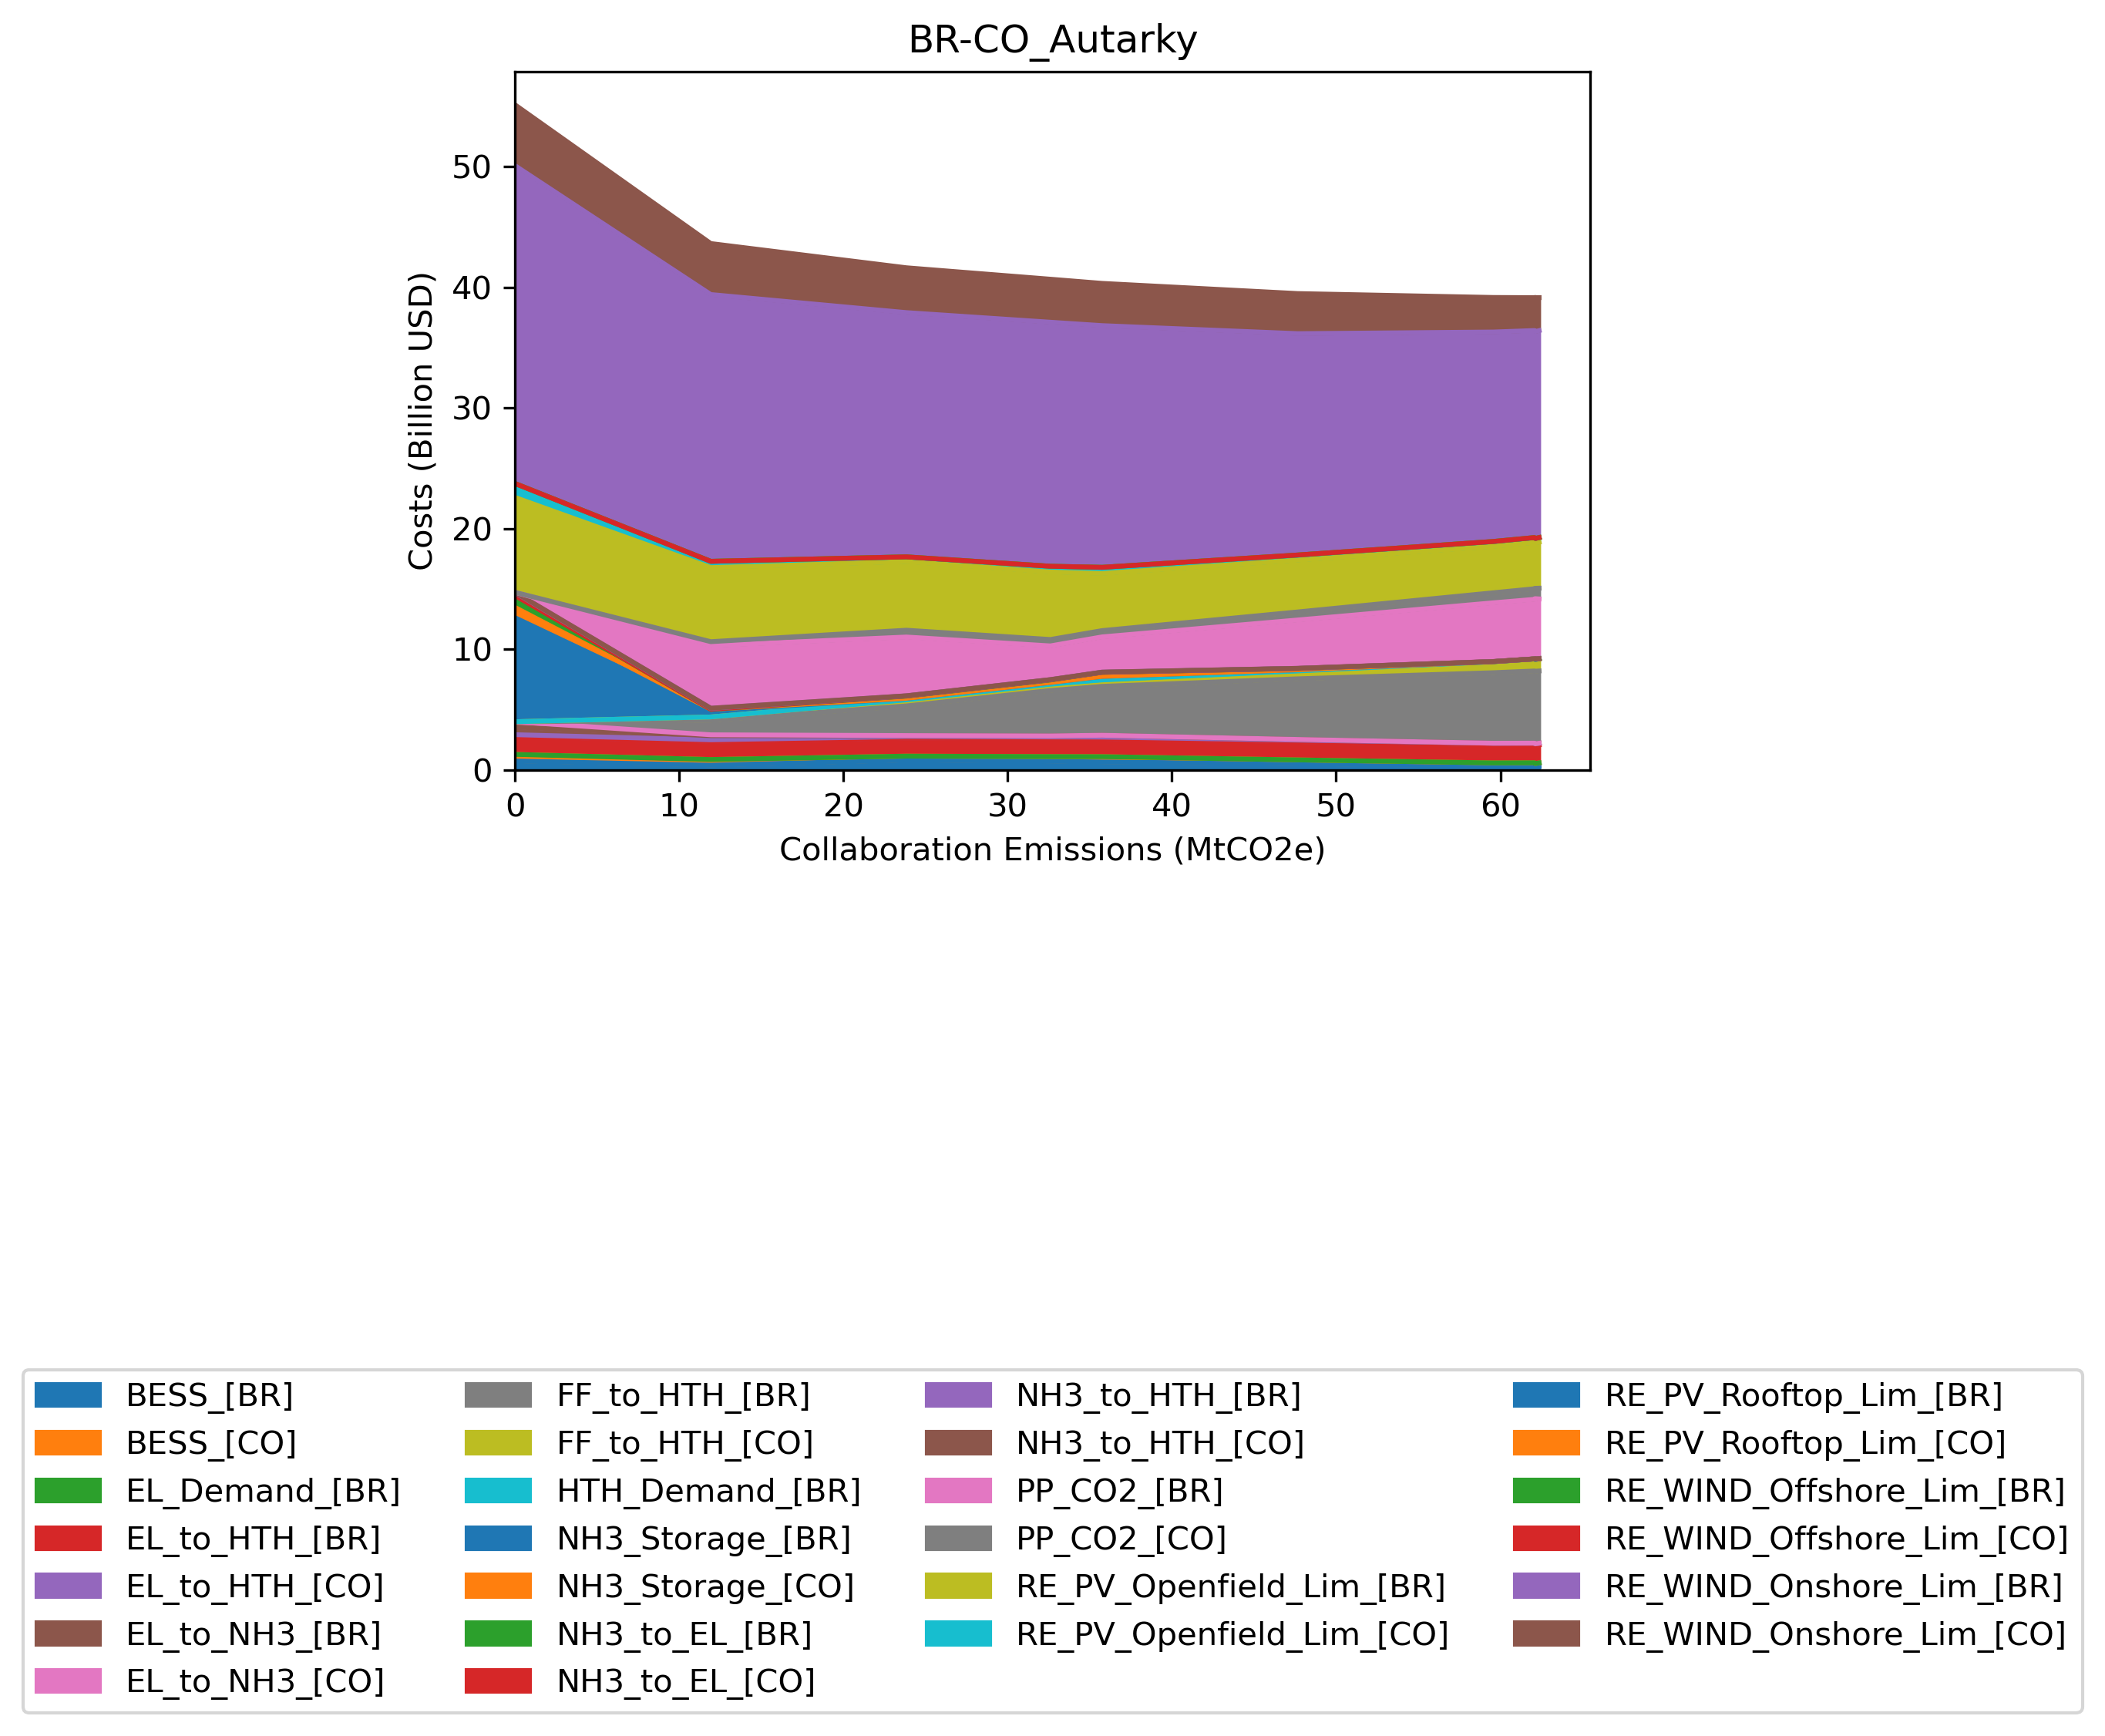 BR-CO_Autarky
Costs (Billion USD)
50
40
30
20
10
0
0 10 20 30 40 50 60
Collaboration Emissions (MtCO2e)
BESS_[BR]
BESS_[CO]
EL_Demand_[BR]
EL_to_HTH_[BR]
EL_to_HTH_[CO]
EL_to_NH3_[BR]
EL_to_NH3_[CO]
FF_to_HTH_[BR]
FF_to_HTH_[CO]
HTH_Demand_[BR]
NH3_Storage_[BR]
NH3_Storage_[CO]
NH3_to_EL_[BR]
NH3_to_EL_[CO]
NH3_to_HTH_[BR]
NH3_to_HTH_[CO]
PP_CO2_[BR]
PP_CO2_[CO]
RE_PV_Openfield_Lim_[BR]
RE_PV_Openfield_Lim_[CO]
RE_PV_Rooftop_Lim_[BR]
RE_PV_Rooftop_Lim_[CO]
RE_WIND_Offshore_Lim_[BR]
RE_WIND_Offshore_Lim_[CO]
RE_WIND_Onshore_Lim_[BR]
RE_WIND_Onshore_Lim_[CO]